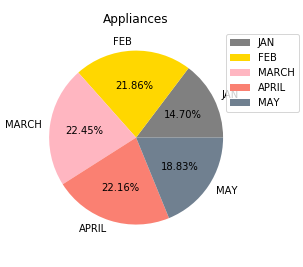 Appliances
FEB
JAN
FEB
MARCH
APRIL
MAY
JAN
21.86%
14.70%
MARCH
22.45%
18.83%
22.16%
MAY
APRIL